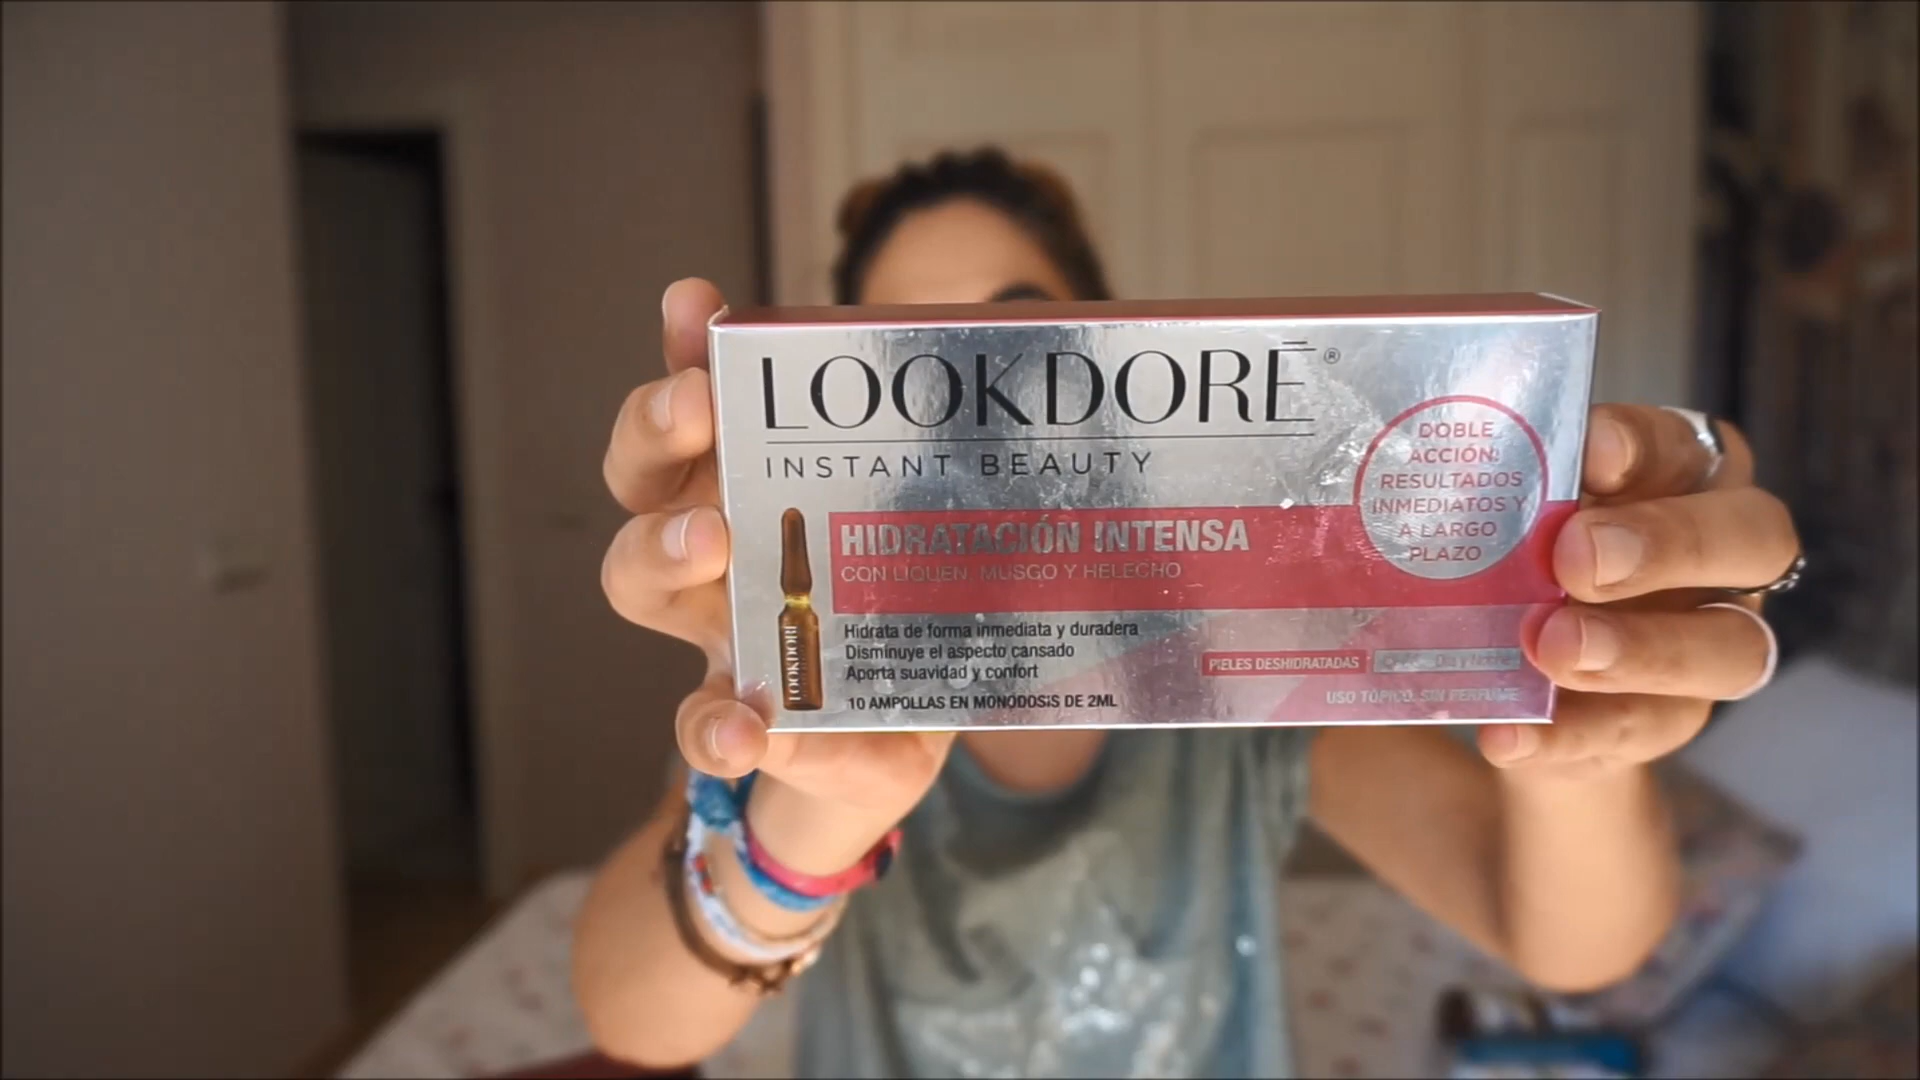 LOOKDORĒ®
INSTANT BEAUTY
DOBLE
ACCIÓN:
RESULTADOS
INMEDIATOS Y
A LARGO
PLAZO
HIDRATACIÓN INTENSA
CON LIQUEN, MUSGO Y HELECHO
LOOKDORĒ
Hidrata de forma inmediata y duradera
Disminuye el aspecto cansado
Aporta suavidad y confort
10 AMPOLLAS EN MONODOSIS DE 2ML
PIELES DESHIDRATADAS
Día y Noche
USO TÓPICO. SIN PERFUME